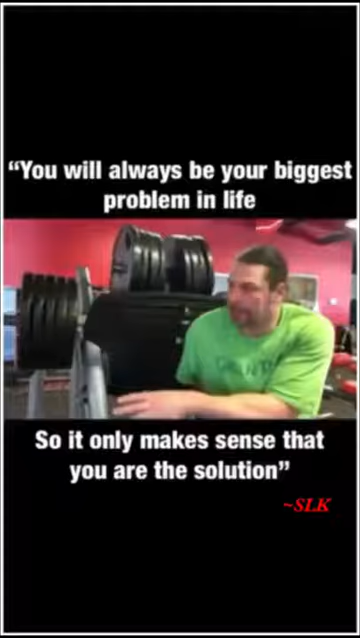 “You will always be your biggest
problem in life
So it only makes sense that
you are the solution”
~SLK